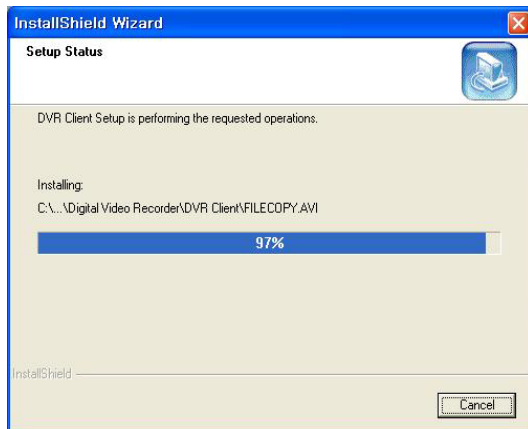 InstallShield Wizard
Setup Status
DVR Client Setup is performing the requested operations.
Installing:
C:\...\Digital Video Recorder\DVR Client\FILECOPY.AVI
97%
InstallShield
Cancel